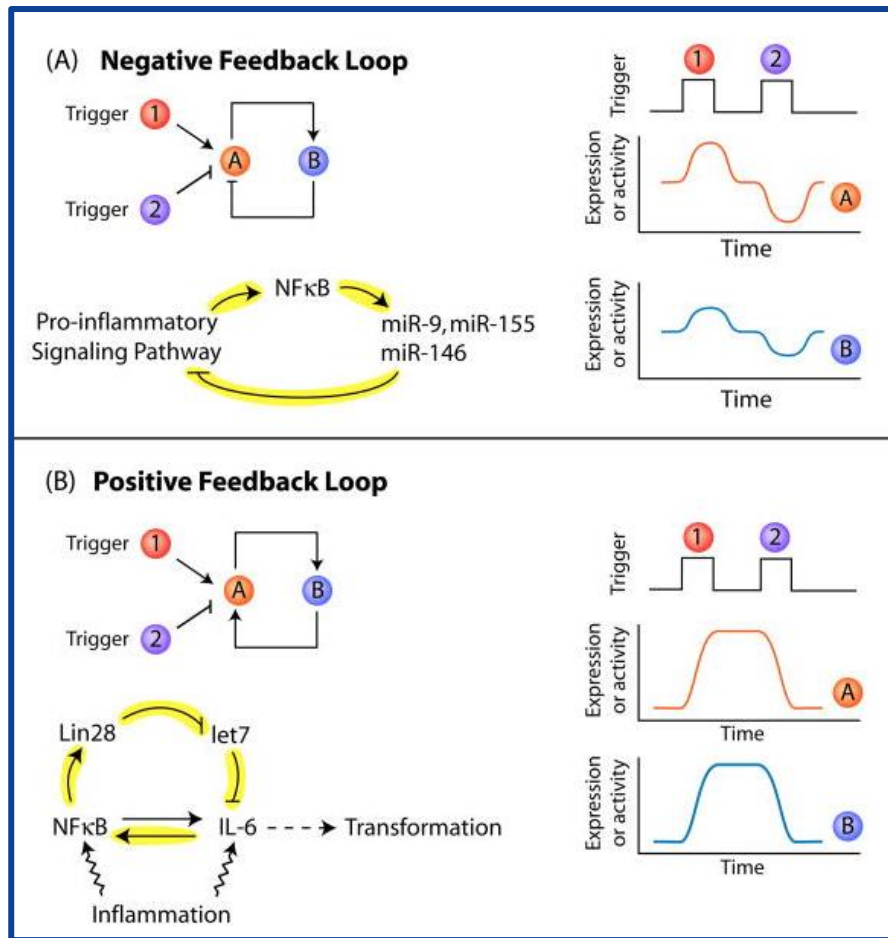 (A) Negative Feedback Loop
Trigger 1
A
B
Trigger 2
NFκB
Pro-inflammatory
Signaling Pathway
miR-9, miR-155
miR-146
1 2
Trigger
Expression
or activity
A
Time
Expression
or activity
B
Time
(B) Positive Feedback Loop
Trigger 1
A
B
Trigger 2
Lin28
let7
NFκB
IL-6
Transformation
Inflammation
1 2
Trigger
Expression
or activity
A
Time
Expression
or activity
B
Time